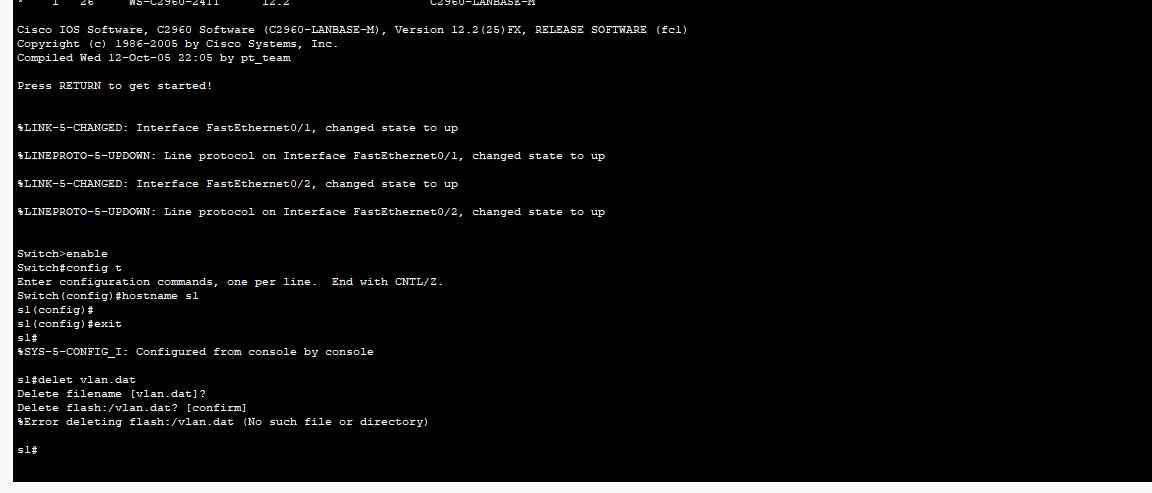 * 1 26 WS-C2960-24TT 12.2 C2960-LANBASE-M
Cisco IOS Software, C2960 Software (C2960-LANBASE-M), Version 12.2(25)FX, RELEASE SOFTWARE (fc1)
Copyright (c) 1986-2005 by Cisco Systems, Inc.
Compiled Wed 12-Oct-05 22:05 by pt_team
Press RETURN to get started!
%LINK-5-CHANGED: Interface FastEthernet0/1, changed state to up
%LINEPROTO-5-UPDOWN: Line protocol on Interface FastEthernet0/1, changed state to up
%LINK-5-CHANGED: Interface FastEthernet0/2, changed state to up
%LINEPROTO-5-UPDOWN: Line protocol on Interface FastEthernet0/2, changed state to up
Switch>enable
Switch#config t
Enter configuration commands, one per line. End with CNTL/Z.
Switch(config)#hostname s1
s1(config)#
s1(config)#exit
s1#
%SYS-5-CONFIG_I: Configured from console by console
s1#delet vlan.dat
Delete filename [vlan.dat]?
Delete flash:/vlan.dat? [confirm]
%Error deleting flash:/vlan.dat (No such file or directory)
s1#